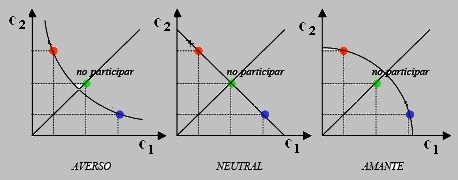 C2 C2 C2
no participar no participar no participar
C1 C1 C1
AVERSO NEUTRAL AMANTE